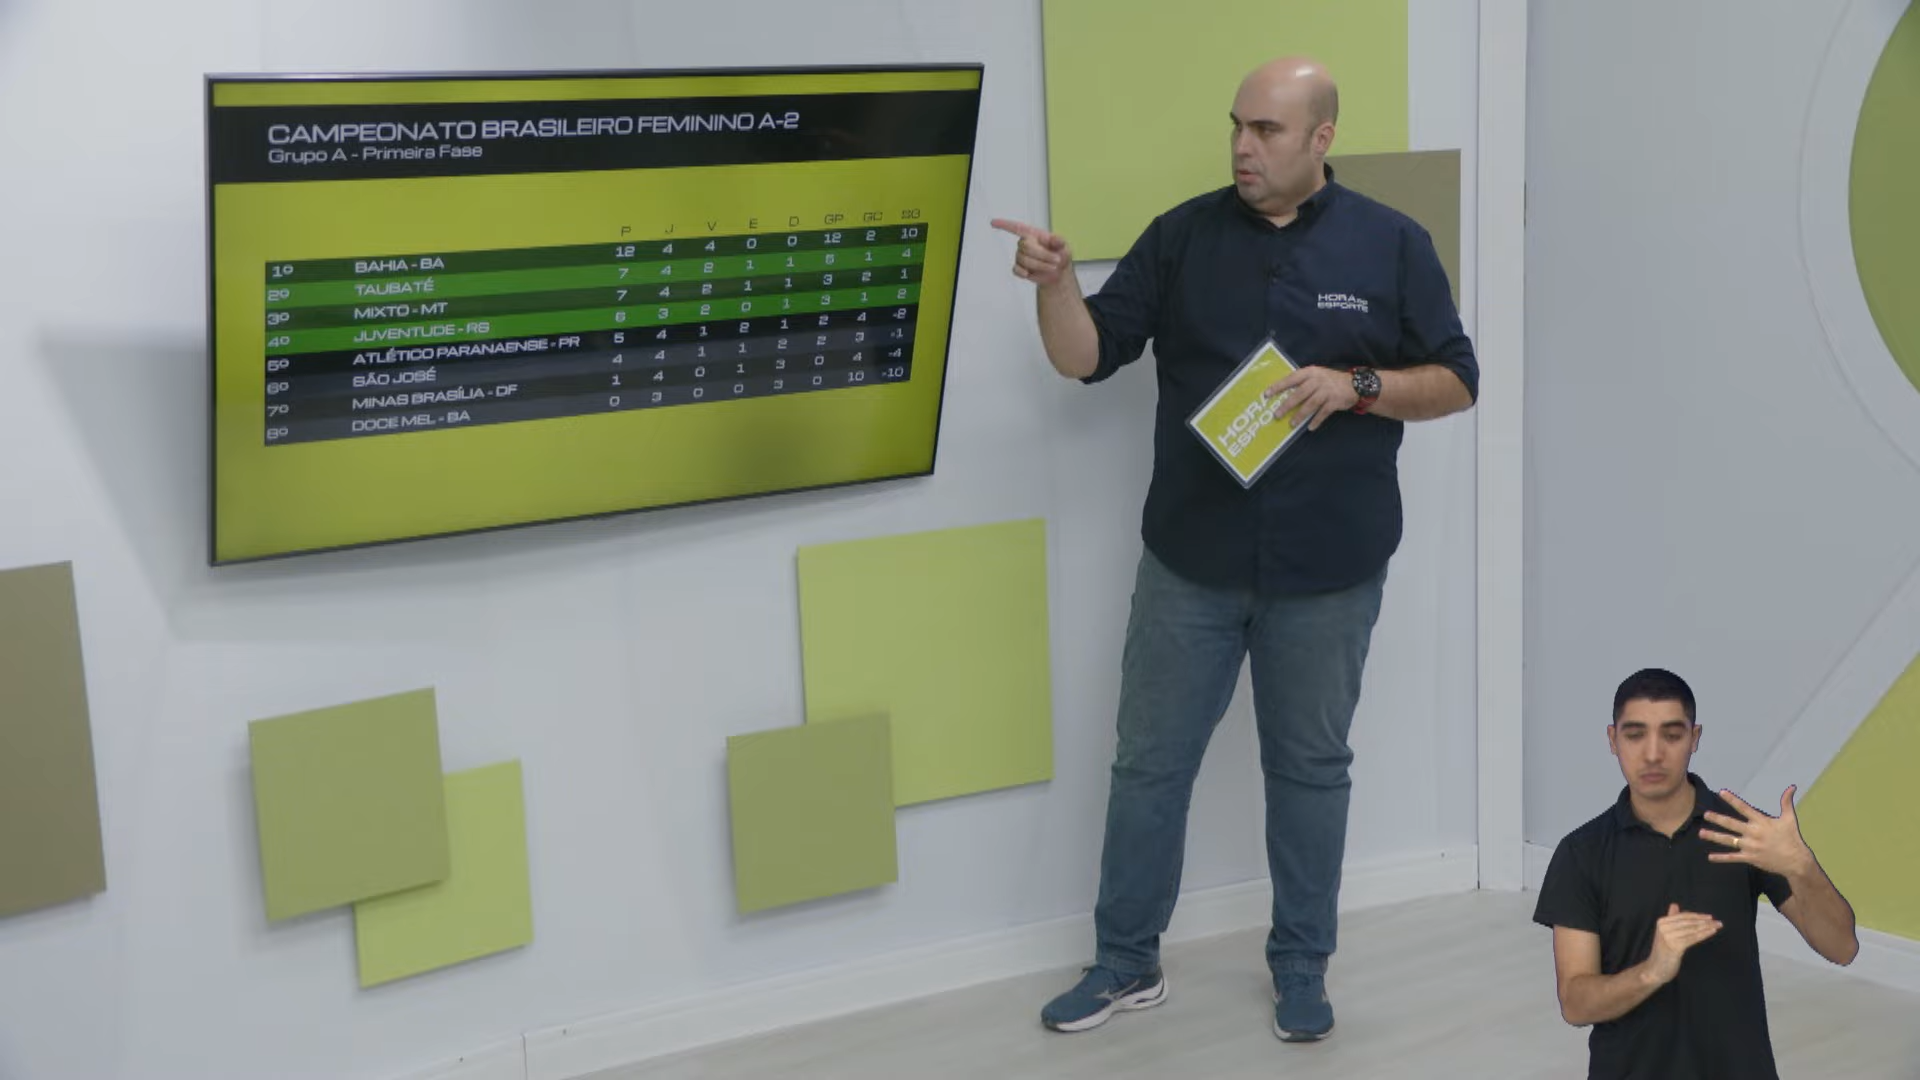 CAMPEONATO BRASILEIRO FEMININO A-2
Grupo A - Primeira Fase
P J V E D GP GC SG
1º BAHIA - BA 12 4 4 0 0 12 2 10
2º TAUBATÉ 7 4 2 1 1 5 1 4
3º MIXTO - MT 7 4 2 1 1 3 2 1
4º JUVENTUDE - RS 6 3 2 0 1 3 1 2
5º ATLÉTICO PARANAENSE - PR 5 4 1 2 1 2 4 -2
6º SÃO JOSÉ 4 4 1 1 2 2 3 -1
7º MINAS BRASÍLIA - DF 1 4 0 1 3 0 4 -4
8º DOCE MEL - BA 0 3 0 0 3 0 10 -10
HORA DO
ESPORTE
HORA
ESPORT